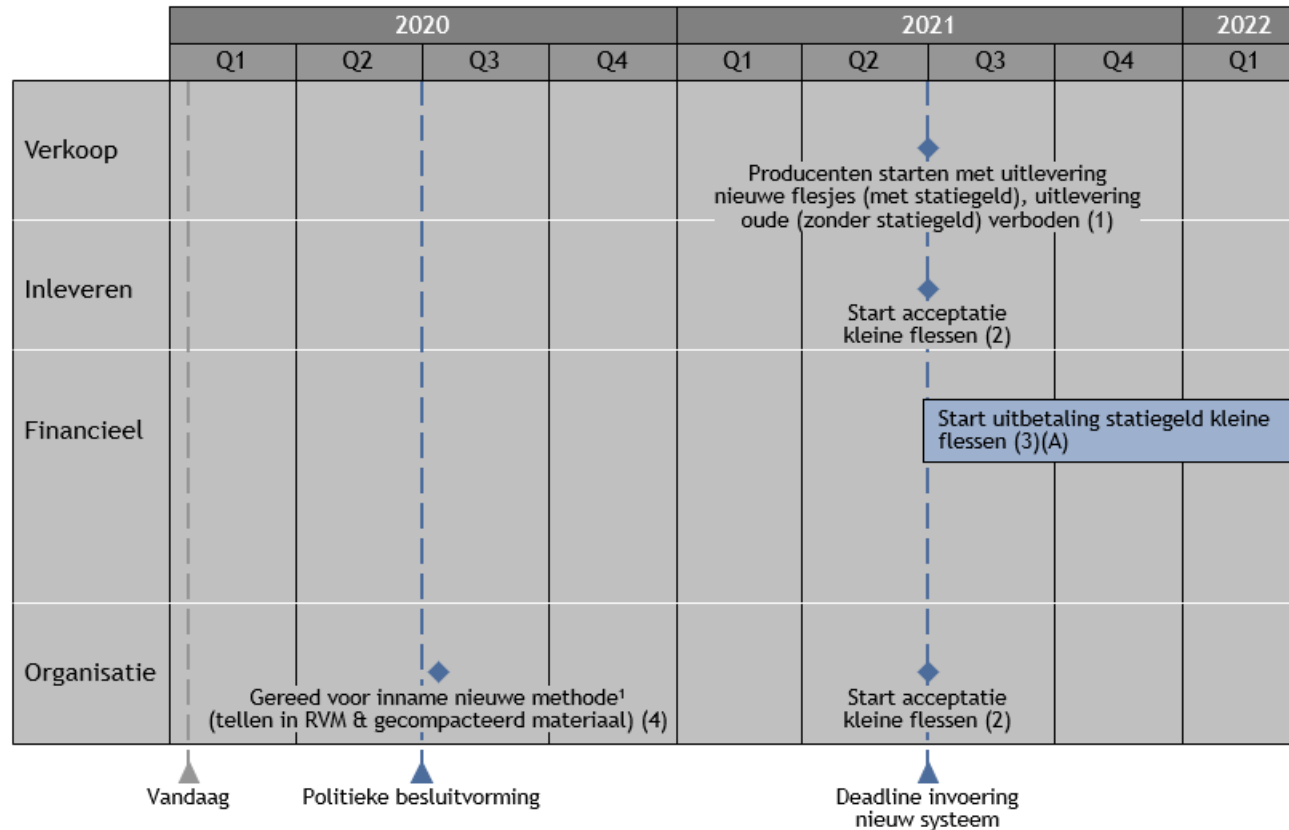 2020 2021 2022
Q1 Q2 Q3 Q4 Q1 Q2 Q3 Q4 Q1
Verkoop
Producenten starten met uitlevering
nieuwe flesjes (met statiegeld), uitlevering
oude (zonder statiegeld) verboden (1)
Inleveren
Start acceptatie
kleine flessen (2)
Financieel
Start uitbetaling statiegeld kleine
flessen (3)(A)
Organisatie
Gereed voor inname nieuwe methode¹
(tellen in RVM & gecompacteerd materiaal) (4)
Start acceptatie
kleine flessen (2)
Vandaag
Politieke besluitvorming
Deadline invoering
nieuw systeem